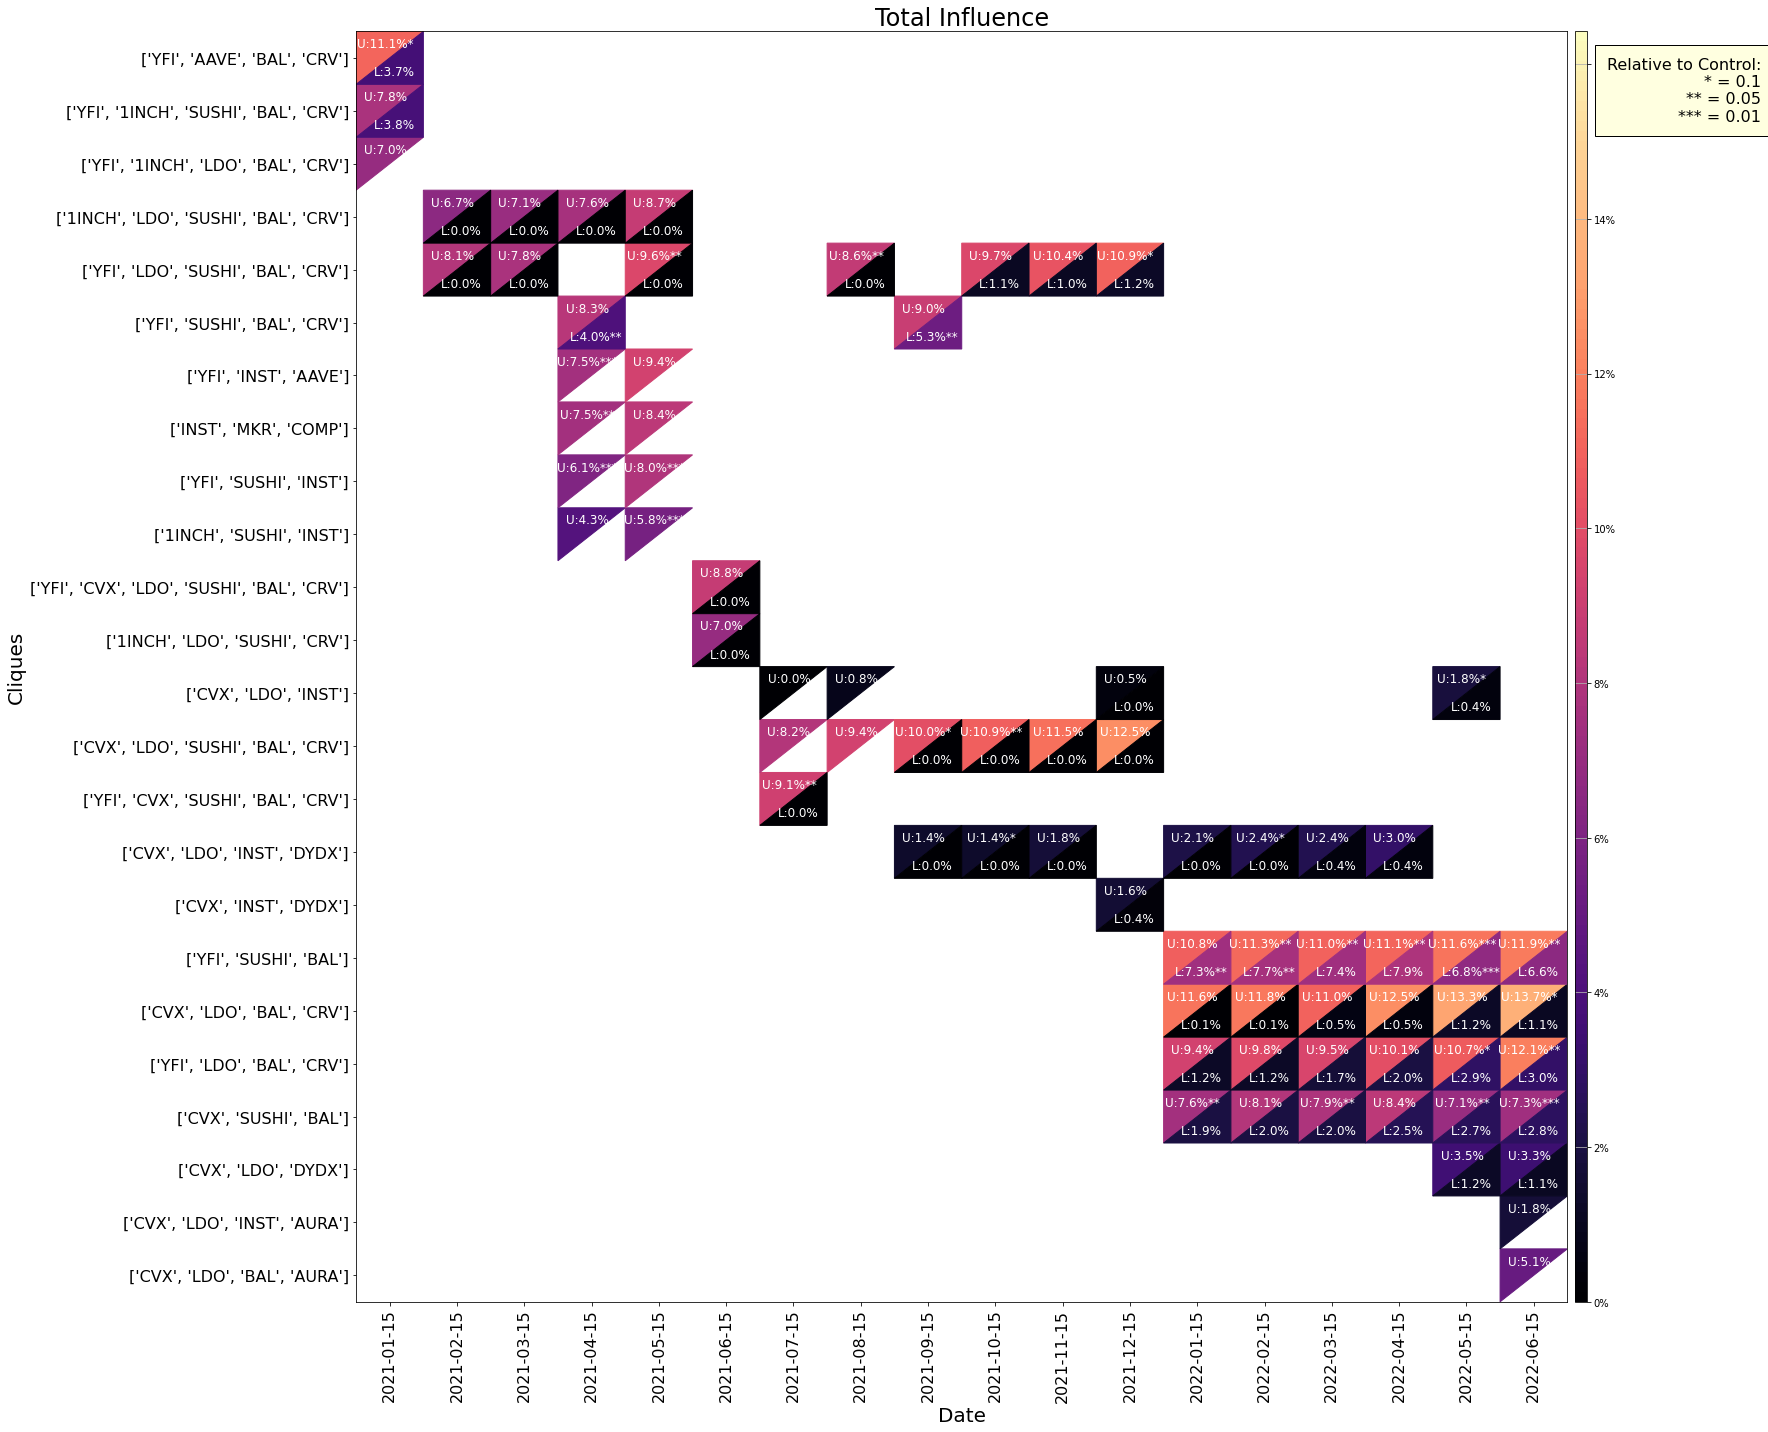 Total Influence
Relative to Control:
* = 0.1
** = 0.05
*** = 0.01
Cliques
['YFI', 'AAVE', 'BAL', 'CRV']
U:11.1%*
L:3.7%
['YFI', '1INCH', 'SUSHI', 'BAL', 'CRV']
U:7.8%
L:3.8%
['YFI', '1INCH', 'LDO', 'BAL', 'CRV']
U:7.0%
['1INCH', 'LDO', 'SUSHI', 'BAL', 'CRV']
U:6.7% U:7.1% U:7.6% U:8.7%
L:0.0% L:0.0% L:0.0% L:0.0%
['YFI', 'LDO', 'SUSHI', 'BAL', 'CRV']
U:8.1% U:7.8% U:9.6%** U:8.6%** U:9.7% U:10.4% U:10.9%*
L:0.0% L:0.0% L:0.0% L:0.0% L:1.1% L:1.0% L:1.2%
['YFI', 'SUSHI', 'BAL', 'CRV']
U:8.3% U:9.0%
L:4.0%** L:5.3%**
['YFI', 'INST', 'AAVE']
U:7.5%*** U:9.4%
['INST', 'MKR', 'COMP']
U:7.5%** U:8.4%
['YFI', 'SUSHI', 'INST']
U:6.1%*** U:8.0%***
['1INCH', 'SUSHI', 'INST']
U:4.3% U:5.8%***
['YFI', 'CVX', 'LDO', 'SUSHI', 'BAL', 'CRV']
U:8.8%
L:0.0%
['1INCH', 'LDO', 'SUSHI', 'CRV']
U:7.0%
L:0.0%
['CVX', 'LDO', 'INST']
U:0.0% U:0.8% U:0.5% U:1.8%*
L:0.0% L:0.4%
['CVX', 'LDO', 'SUSHI', 'BAL', 'CRV']
U:8.2% U:9.4% U:10.0%* U:10.9%** U:11.5% U:12.5%
L:0.0% L:0.0% L:0.0% L:0.0%
['YFI', 'CVX', 'SUSHI', 'BAL', 'CRV']
U:9.1%**
L:0.0%
['CVX', 'LDO', 'INST', 'DYDX']
U:1.4% U:1.4%* U:1.8% U:2.1% U:2.4%* U:2.4% U:3.0%
L:0.0% L:0.0% L:0.0% L:0.0% L:0.0% L:0.4% L:0.4%
['CVX', 'INST', 'DYDX']
U:1.6%
L:0.4%
['YFI', 'SUSHI', 'BAL']
U:10.8% U:11.3%** U:11.0%** U:11.1%** U:11.6%*** U:11.9%**
L:7.3%** L:7.7%** L:7.4% L:7.9% L:6.8%*** L:6.6%
['CVX', 'LDO', 'BAL', 'CRV']
U:11.6% U:11.8% U:11.0% U:12.5% U:13.3% U:13.7%*
L:0.1% L:0.1% L:0.5% L:0.5% L:1.2% L:1.1%
['YFI', 'LDO', 'BAL', 'CRV']
U:9.4% U:9.8% U:9.5% U:10.1% U:10.7%* U:12.1%**
L:1.2% L:1.2% L:1.7% L:2.0% L:2.9% L:3.0%
['CVX', 'SUSHI', 'BAL']
U:7.6%** U:8.1% U:7.9%** U:8.4% U:7.1%** U:7.3%***
L:1.9% L:2.0% L:2.0% L:2.5% L:2.7% L:2.8%
['CVX', 'LDO', 'DYDX']
U:3.5% U:3.3%
L:1.2% L:1.1%
['CVX', 'LDO', 'INST', 'AURA']
U:1.8%
['CVX', 'LDO', 'BAL', 'AURA']
U:5.1%
14%
12%
10%
8%
6%
4%
2%
0%
2021-01-15
2021-02-15
2021-03-15
2021-04-15
2021-05-15
2021-06-15
2021-07-15
2021-08-15
2021-09-15
2021-10-15
2021-11-15
2021-12-15
2022-01-15
2022-02-15
2022-03-15
2022-04-15
2022-05-15
2022-06-15
Date